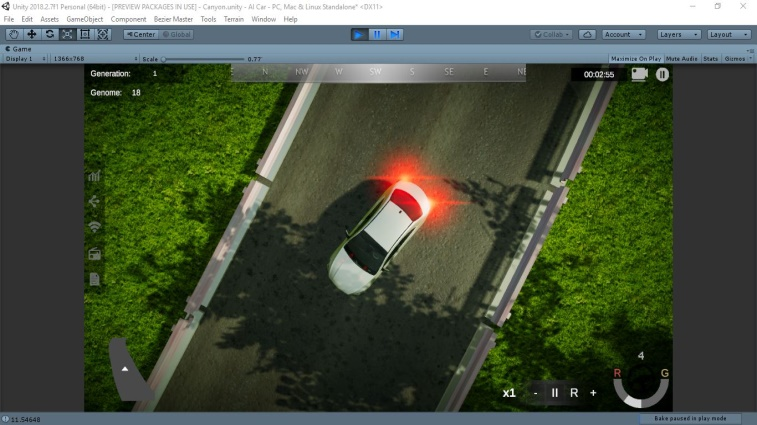 Unity 2018.2.7f1 Personal (64bit) - [PREVIEW PACKAGES IN USE] - Canyon.unity - AI Car - PC, Mac & Linux Standalone* <DX11>
File Edit Assets GameObject Component Bezier Master Tools Terrain Window Help
Center Global Collab Account Layers Layout
Game
Display 1 1366x768 Scale 0.77 Maximize On Play Mute Audio Stats Gizmos
Generation: 1 E N NW W SW S SE E NE 00:02:55
Genome: 18
4
R G
x1 - II R +
11.54648 Bake paused in play mode